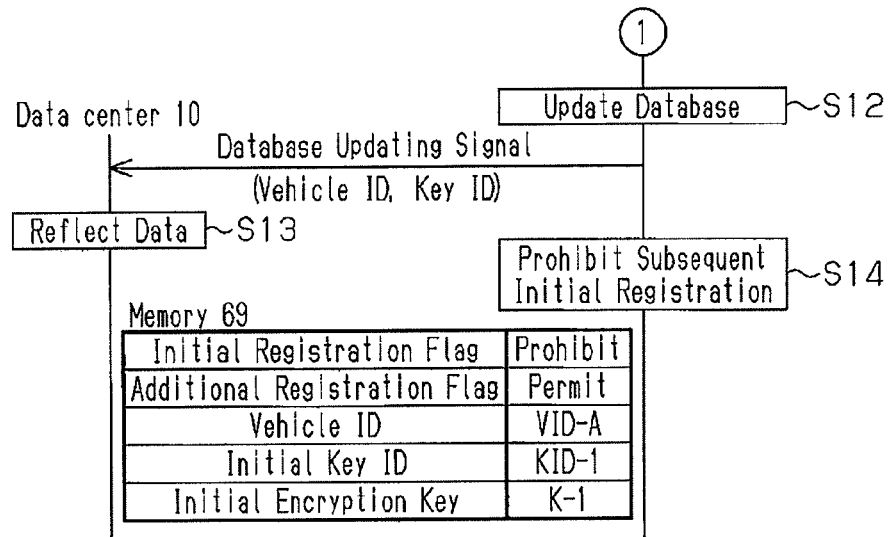 1
Update Database
S12
Data center 10
Database Updating Signal
(Vehicle ID, Key ID)
Reflect Data
S13
Prohibit Subsequent
Initial Registration
S14
Memory 69
Initial Registration Flag Prohibit
Additional Registration Flag Permit
Vehicle ID VID-A
Initial Key ID KID-1
Initial Encryption Key K-1